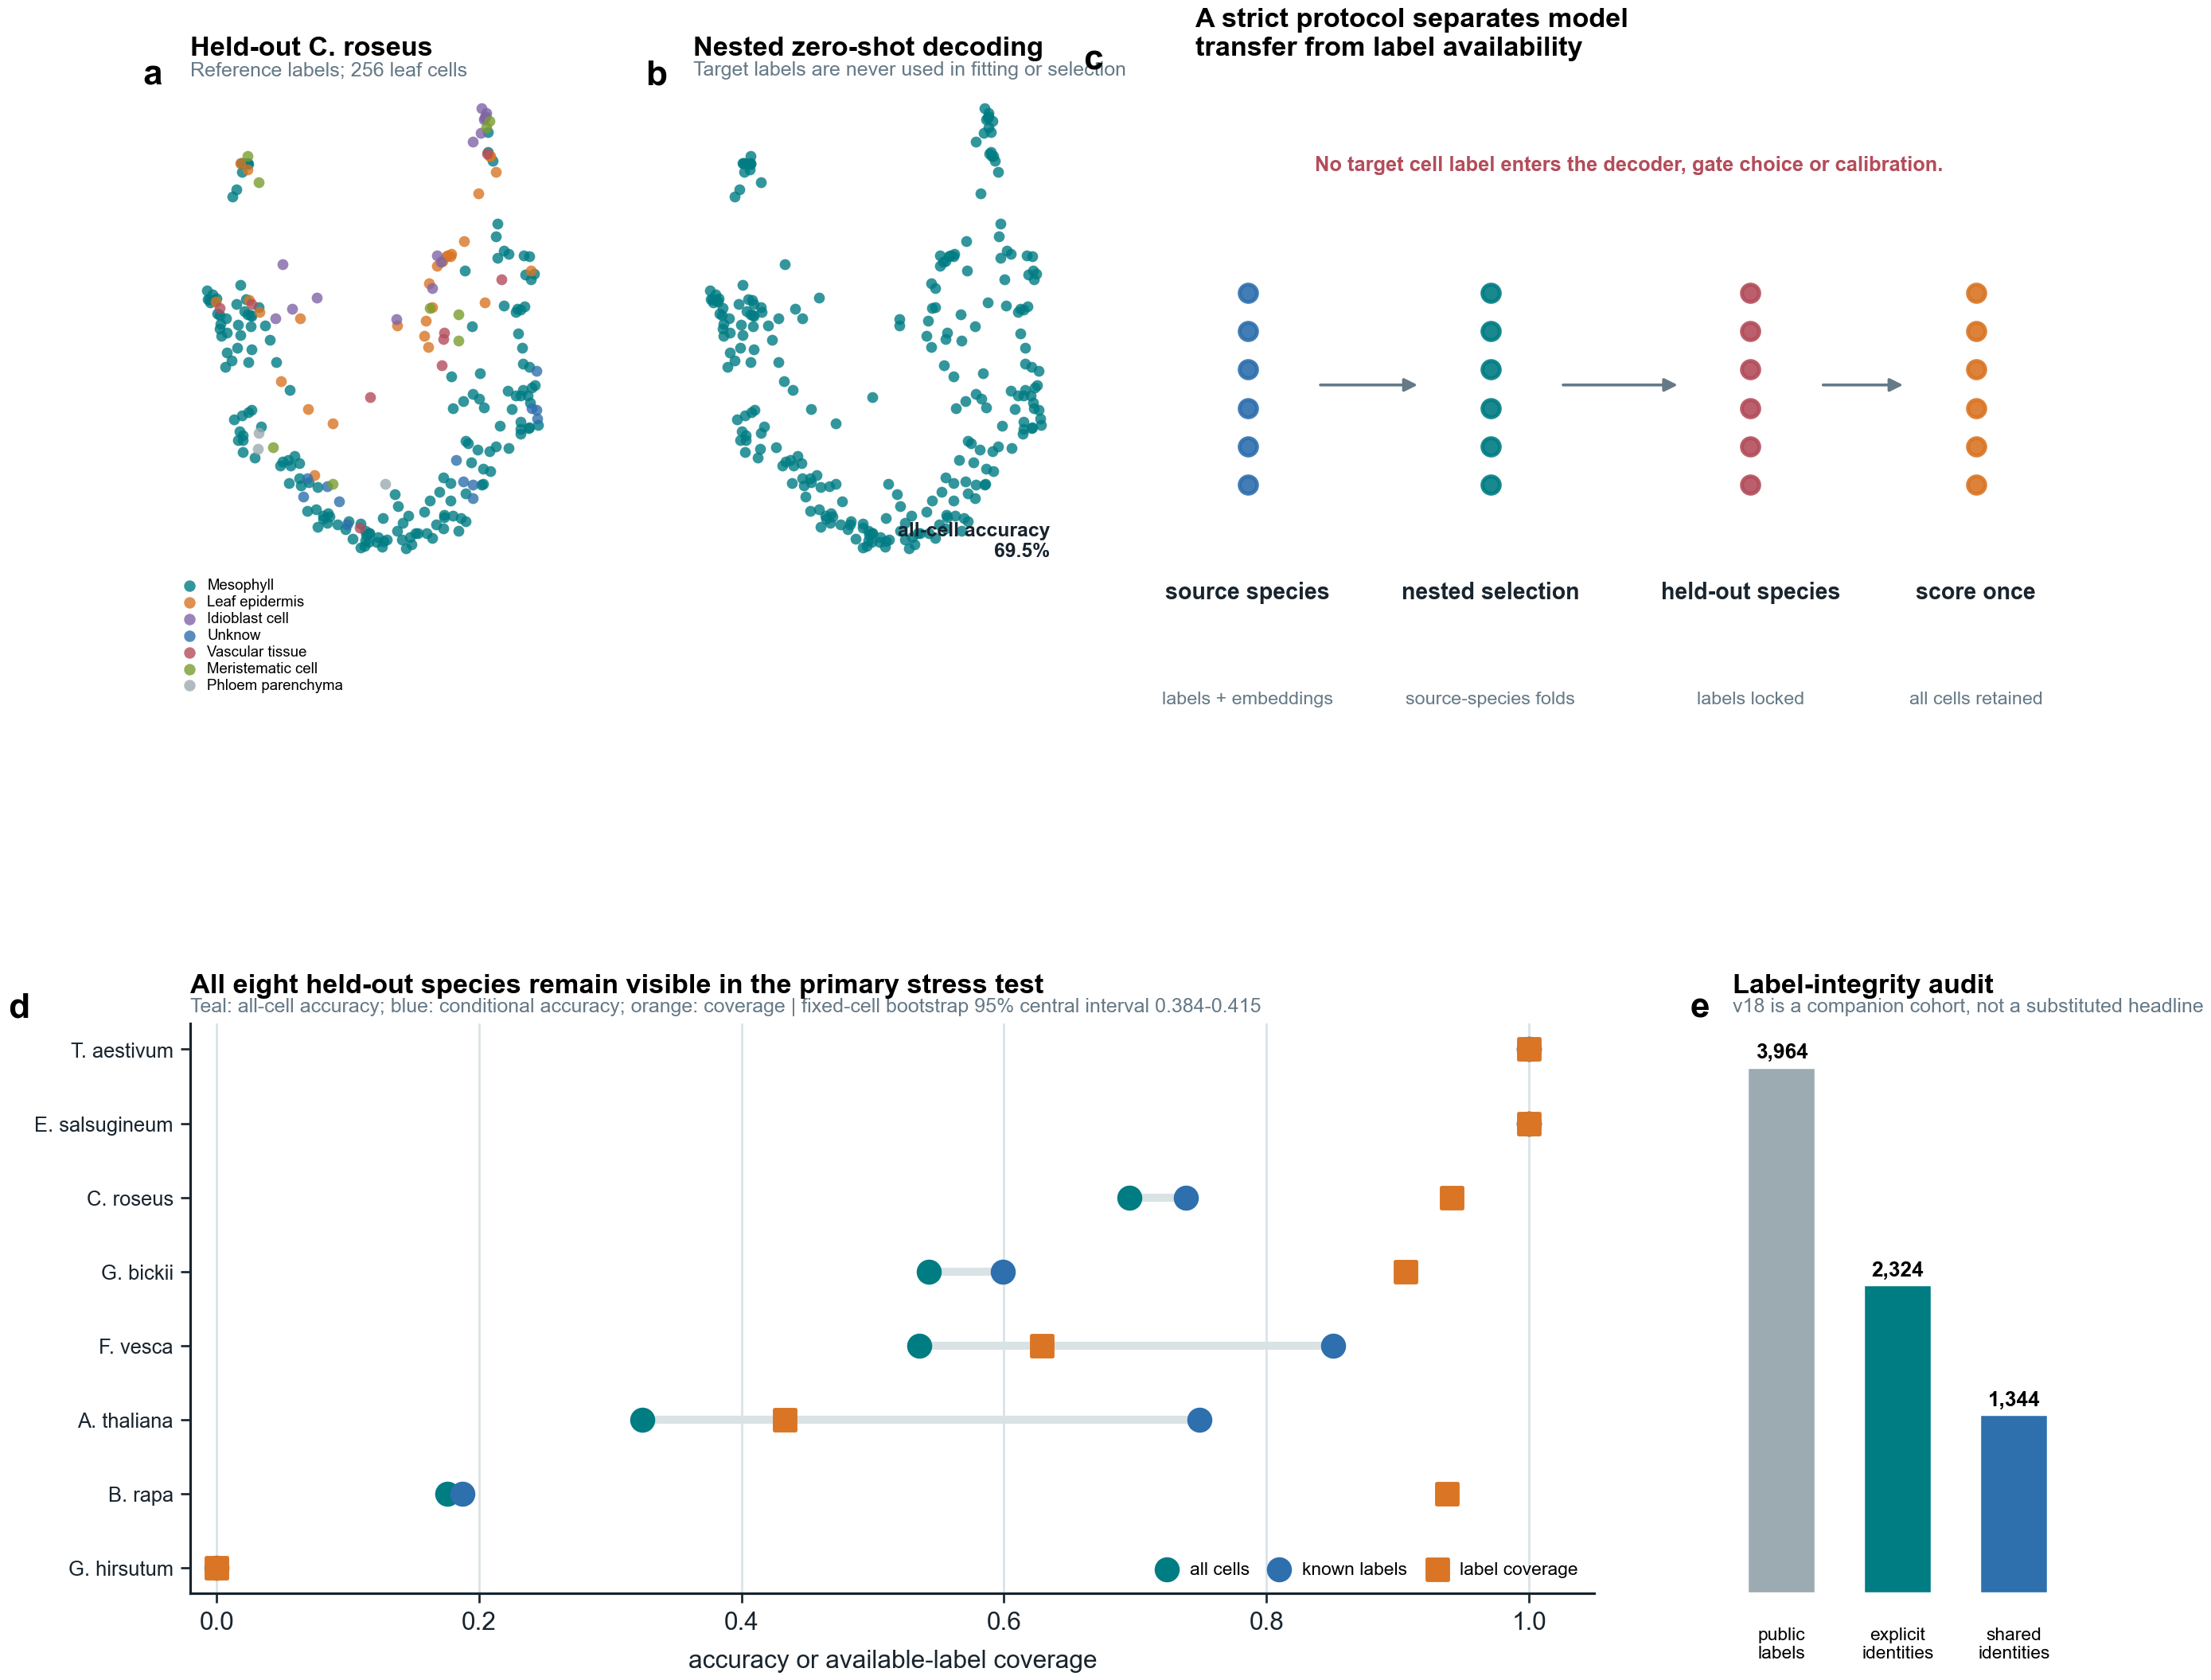 a
Held-out C. roseus
Reference labels; 256 leaf cells
Mesophyll
Leaf epidermis
Idioblast cell
Unknow
Vascular tissue
Meristematic cell
Phloem parenchyma
b
Nested zero-shot decoding
Target labels are never used in fitting or selection
all-cell accuracy
69.5%
c
A strict protocol separates model
transfer from label availability
No target cell label enters the decoder, gate choice or calibration.
source species
nested selection
held-out species
score once
labels + embeddings
source-species folds
labels locked
all cells retained
d
All eight held-out species remain visible in the primary stress test
Teal: all-cell accuracy; blue: conditional accuracy; orange: coverage | fixed-cell bootstrap 95% central interval 0.384-0.415
T. aestivum
E. salsugineum
C. roseus
G. bickii
F. vesca
A. thaliana
B. rapa
G. hirsutum
all cells
known labels
label coverage
0.0
0.2
0.4
0.6
0.8
1.0
accuracy or available-label coverage
e
Label-integrity audit
v18 is a companion cohort, not a substituted headline
3,964
2,324
1,344
public
labels
explicit
identities
shared
identities